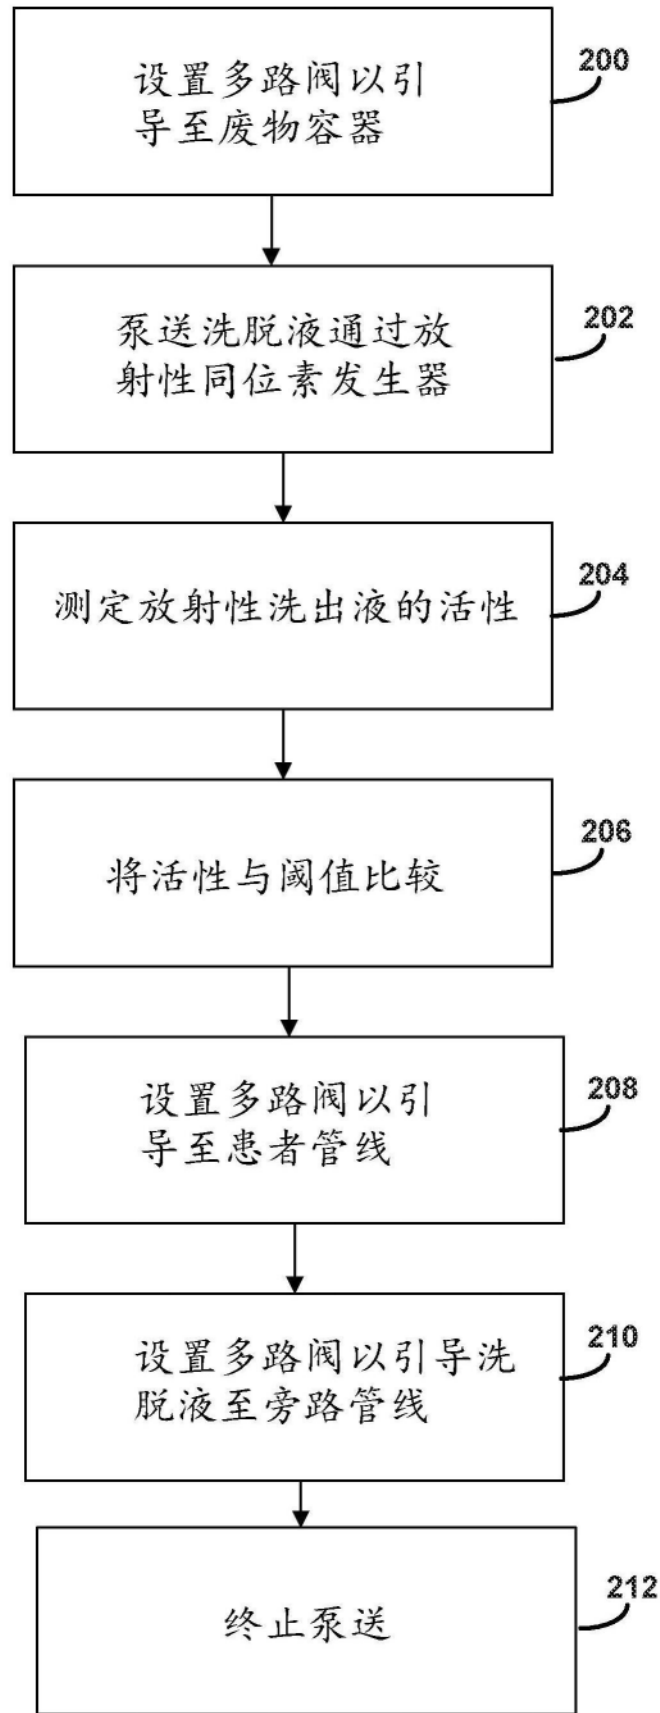 设置多路阀以引
导至废物容器
200
泵送洗脱液通过放
射性同位素发生器
202
测定放射性洗出液的活性
204
将活性与阈值比较
206
设置多路阀以引
导至患者管线
208
设置多路阀以引导洗
脱液至旁路管线
210
终止泵送
212